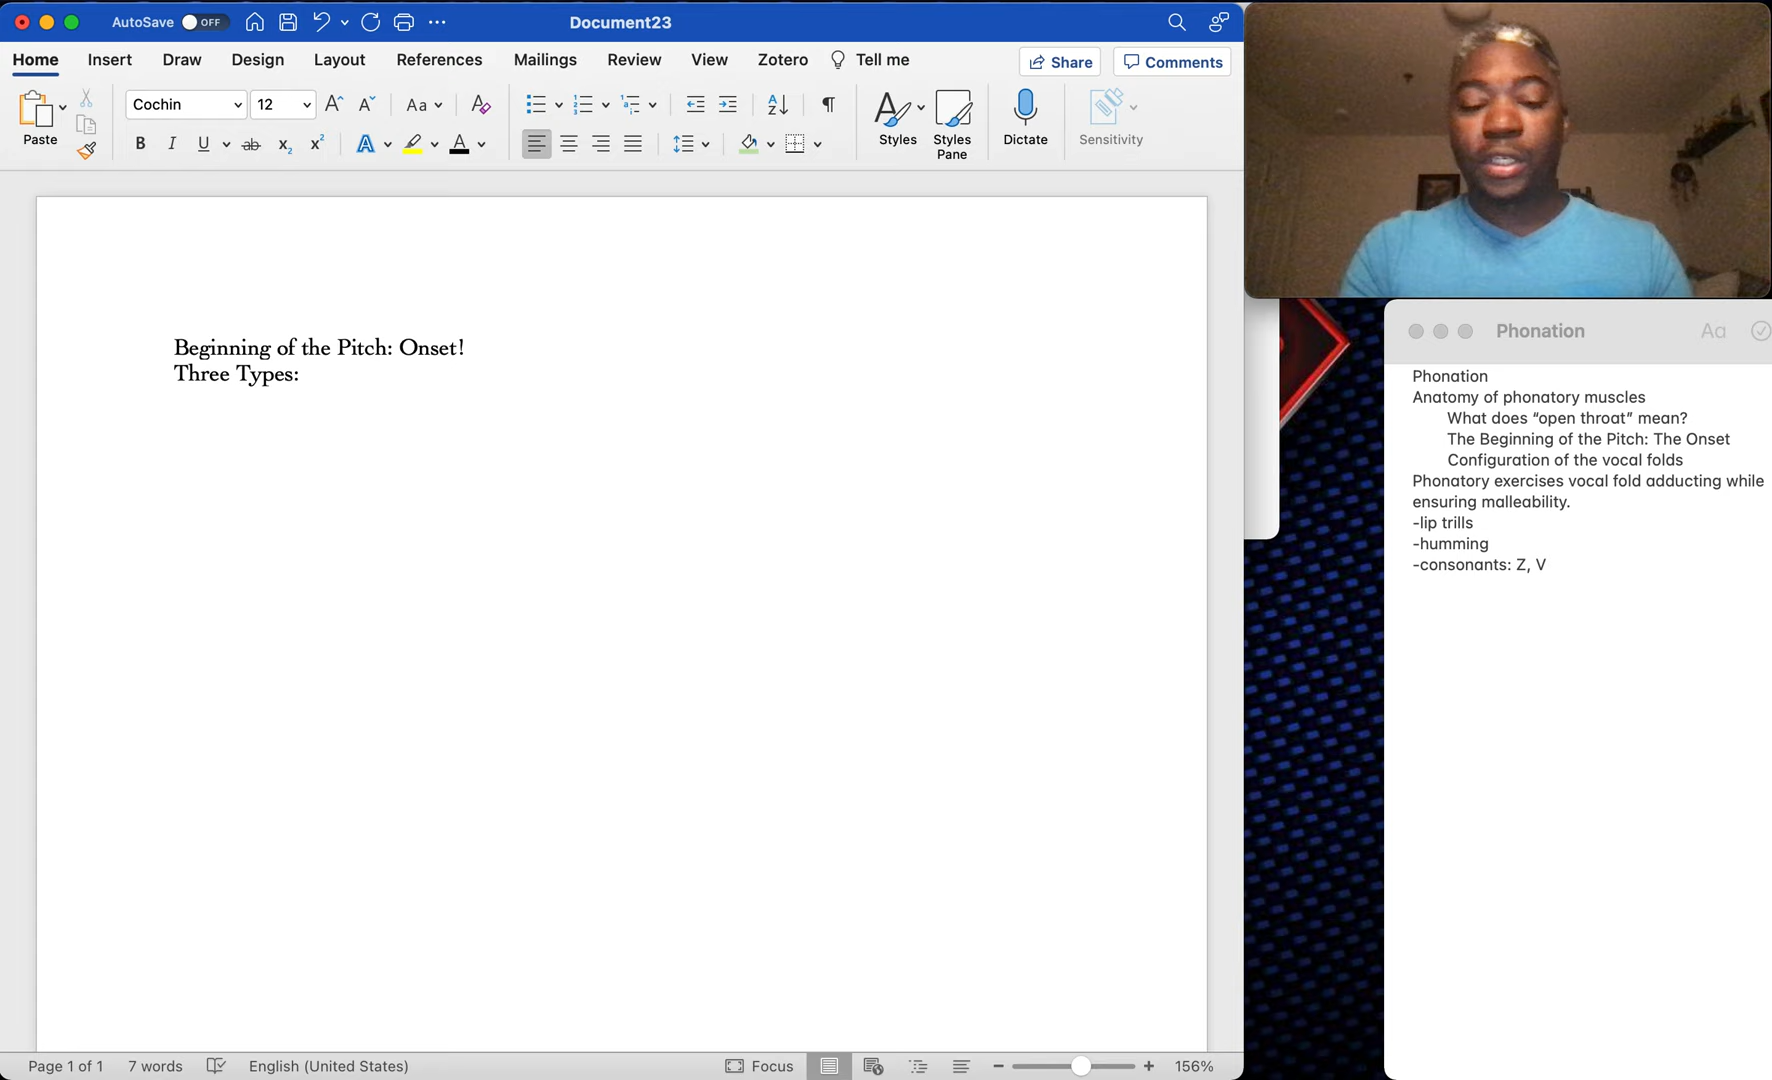 AutoSave OFF
Document23
Home Insert Draw Design Layout References Mailings Review View Zotero Tell me
Share Comments
Paste
Cochin 12
Aa
Styles
Styles Pane
Dictate
Sensitivity
Beginning of the Pitch: Onset!
Three Types:
Page 1 of 1 7 words English (United States) Focus 156%
Phonation Aa
Phonation
Anatomy of phonatory muscles
What does “open throat” mean?
The Beginning of the Pitch: The Onset
Configuration of the vocal folds
Phonatory exercises vocal fold adducting while
ensuring malleability.
-lip trills
-humming
-consonants: Z, V